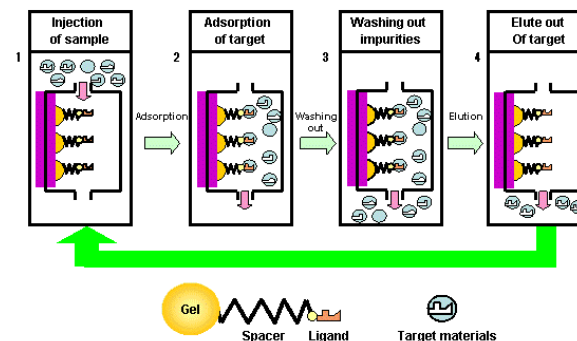 Injection
of sample
Adsorption
of target
Washing out
impurities
Elute out
Of target
1
2
3
4
Adsorption
Washing
out
Elution
Gel
Spacer
Ligand
Target materials